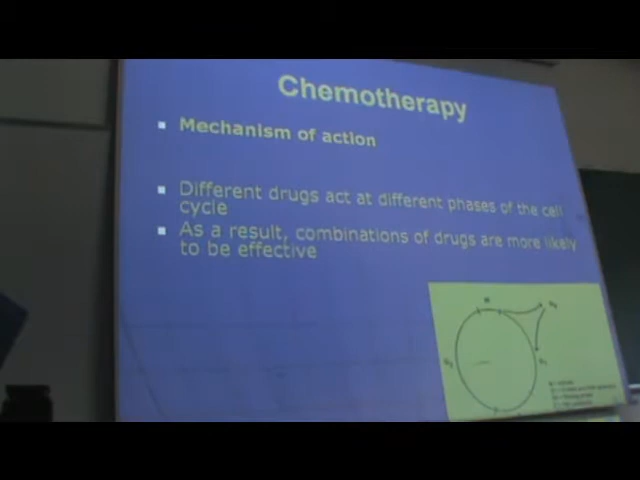 Chemotherapy
Mechanism of action
Different drugs act at different phases of the cell
cycle
As a result, combinations of drugs are more likely
to be effective